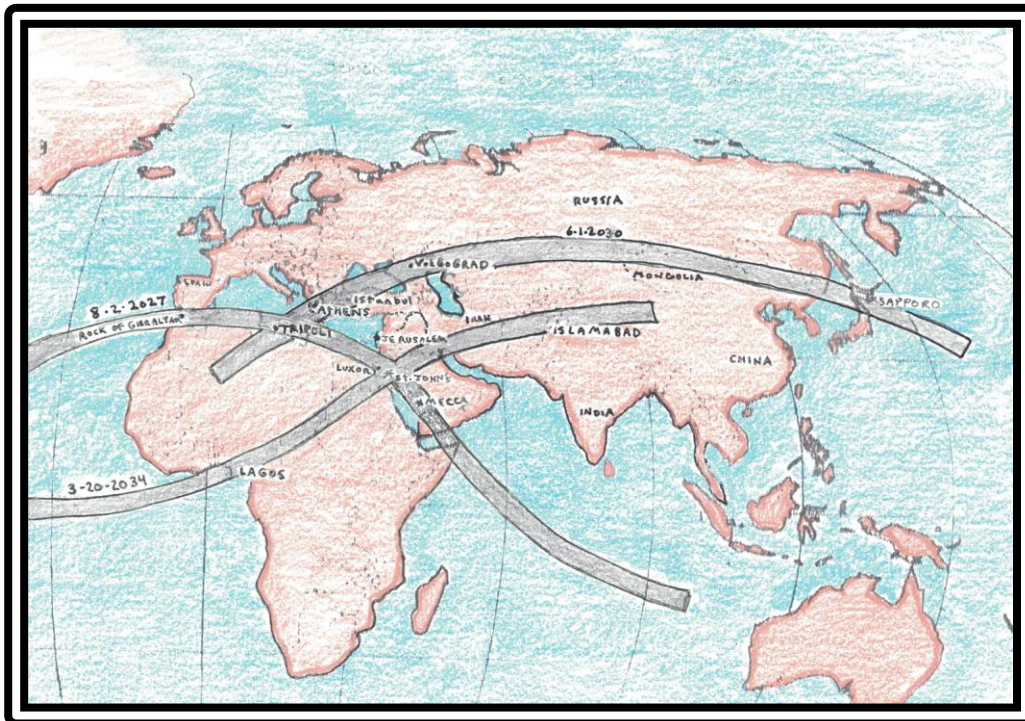 RUSSIA
6·1·2030
VOLGOGRAD
MONGOLIA
SPAIN
Istanbul
SAPPORO
8·2·2027
ATHENS
ROCK OF GIBRALTAR
IRAN
TRIPOLI
ISLAMABAD
JERUSALEM
CHINA
LUXOR
ST. JOHNS
MECCA
INDIA
LAGOS
3-20-2034